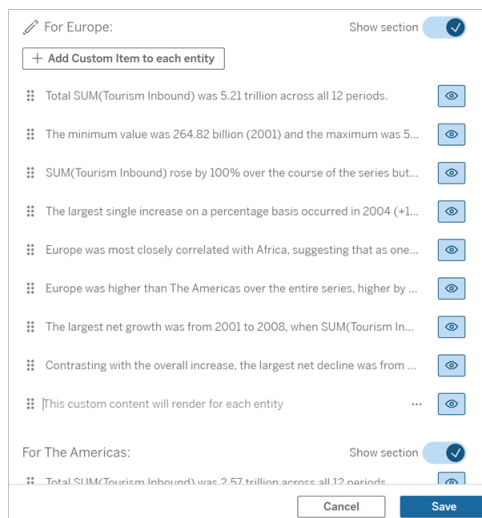 For Europe:
Show section
+ Add Custom Item to each entity
Total SUM(Tourism Inbound) was 5.21 trillion across all 12 periods.
The minimum value was 264.82 billion (2001) and the maximum was 5...
SUM(Tourism Inbound) rose by 100% over the course of the series but...
The largest single increase on a percentage basis occurred in 2004 (+1...
Europe was most closely correlated with Africa, suggesting that as one...
Europe was higher than The Americas over the entire series, higher by ...
The largest net growth was from 2001 to 2008, when SUM(Tourism In...
Contrasting with the overall increase, the largest net decline was from ...
This custom content will render for each entity
...
For The Americas:
Show section
Total SUM(Tourism Inbound) was 2.57 trillion across all 12 periods
Cancel
Save